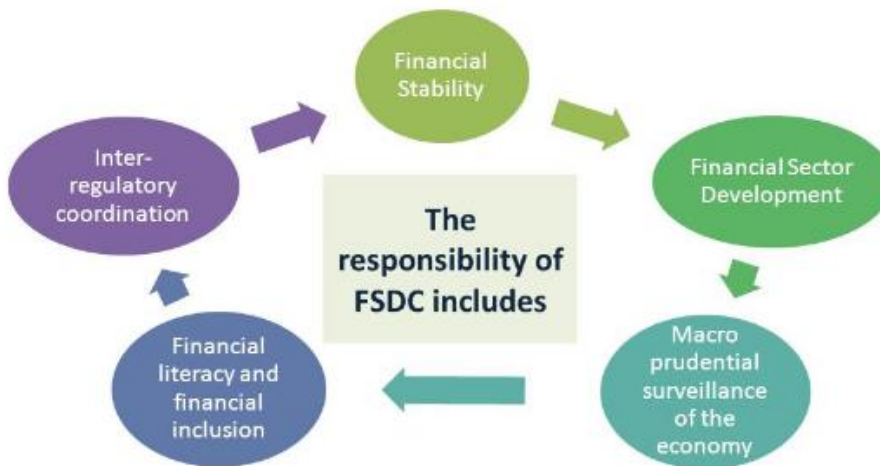 Financial
Stability
Financial Sector
Development
Macro
prudential
surveillance
of the
economy
Financial
literacy and
financial
inclusion
Inter-
regulatory
coordination
The
responsibility of
FSDC includes